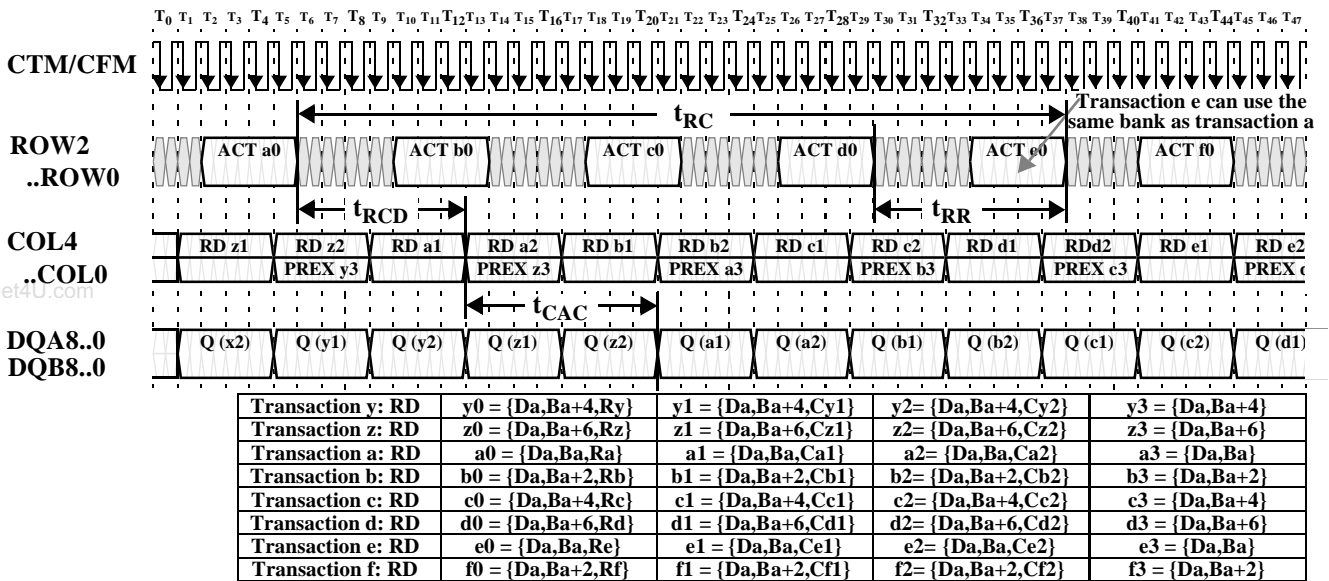 T0 T1 T2 T3 T4 T5 T6 T7 T8 T9 T10 T11 T12 T13 T14 T15 T16 T17 T18 T19 T20 T21 T22 T23 T24 T25 T26 T27 T28 T29 T30 T31 T32 T33 T34 T35 T36 T37 T38 T39 T40 T41 T42 T43 T44 T45 T46 T47
CTM/CFM
Transaction e can use the
same bank as transaction a
tRC
ROW2
..ROW0
ACT a0 ACT b0 ACT c0 ACT d0 ACT e0 ACT f0
tRCD tRR
COL4
..COL0
RD z1 RD z2 RD a1 RD a2 RD b1 RD b2 RD c1 RD c2 RD d1 RDd2 RD e1 RD e2
PREX y3 PREX z3 PREX a3 PREX b3 PREX c3 PREX
et4U.com
tCAC
DQA8..0
DQB8..0
Q (x2) Q (y1) Q (y2) Q (z1) Q (z2) Q (a1) Q (a2) Q (b1) Q (b2) Q (c1) Q (c2) Q (d1)
Transaction y: RD y0 = {Da,Ba+4,Ry} y1 = {Da,Ba+4,Cy1} y2= {Da,Ba+4,Cy2} y3 = {Da,Ba+4}
Transaction z: RD z0 = {Da,Ba+6,Rz} z1 = {Da,Ba+6,Cz1} z2= {Da,Ba+6,Cz2} z3 = {Da,Ba+6}
Transaction a: RD a0 = {Da,Ba,Ra} a1 = {Da,Ba,Ca1} a2= {Da,Ba,Ca2} a3 = {Da,Ba}
Transaction b: RD b0 = {Da,Ba+2,Rb} b1 = {Da,Ba+2,Cb1} b2= {Da,Ba+2,Cb2} b3 = {Da,Ba+2}
Transaction c: RD c0 = {Da,Ba+4,Rc} c1 = {Da,Ba+4,Cc1} c2= {Da,Ba+4,Cc2} c3 = {Da,Ba+4}
Transaction d: RD d0 = {Da,Ba+6,Rd} d1 = {Da,Ba+6,Cd1} d2= {Da,Ba+6,Cd2} d3 = {Da,Ba+6}
Transaction e: RD e0 = {Da,Ba,Re} e1 = {Da,Ba,Ce1} e2= {Da,Ba,Ce2} e3 = {Da,Ba}
Transaction f: RD f0 = {Da,Ba+2,Rf} f1 = {Da,Ba+2,Cf1} f2= {Da,Ba+2,Cf2} f3 = {Da,Ba+2}